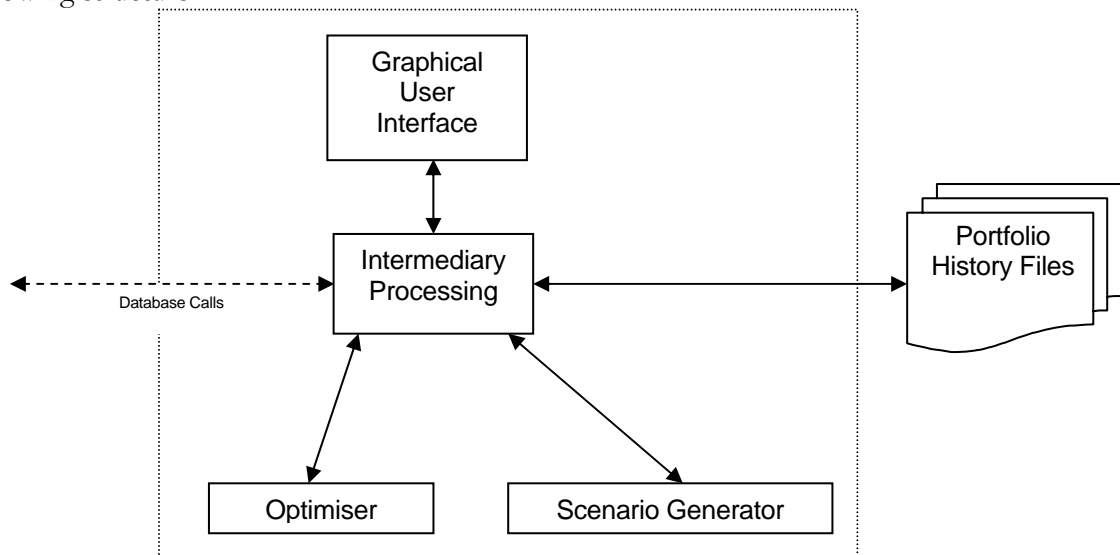 Graphical
User
Interface
Intermediary
Processing
Portfolio
History Files
Database Calls
Optimiser
Scenario Generator